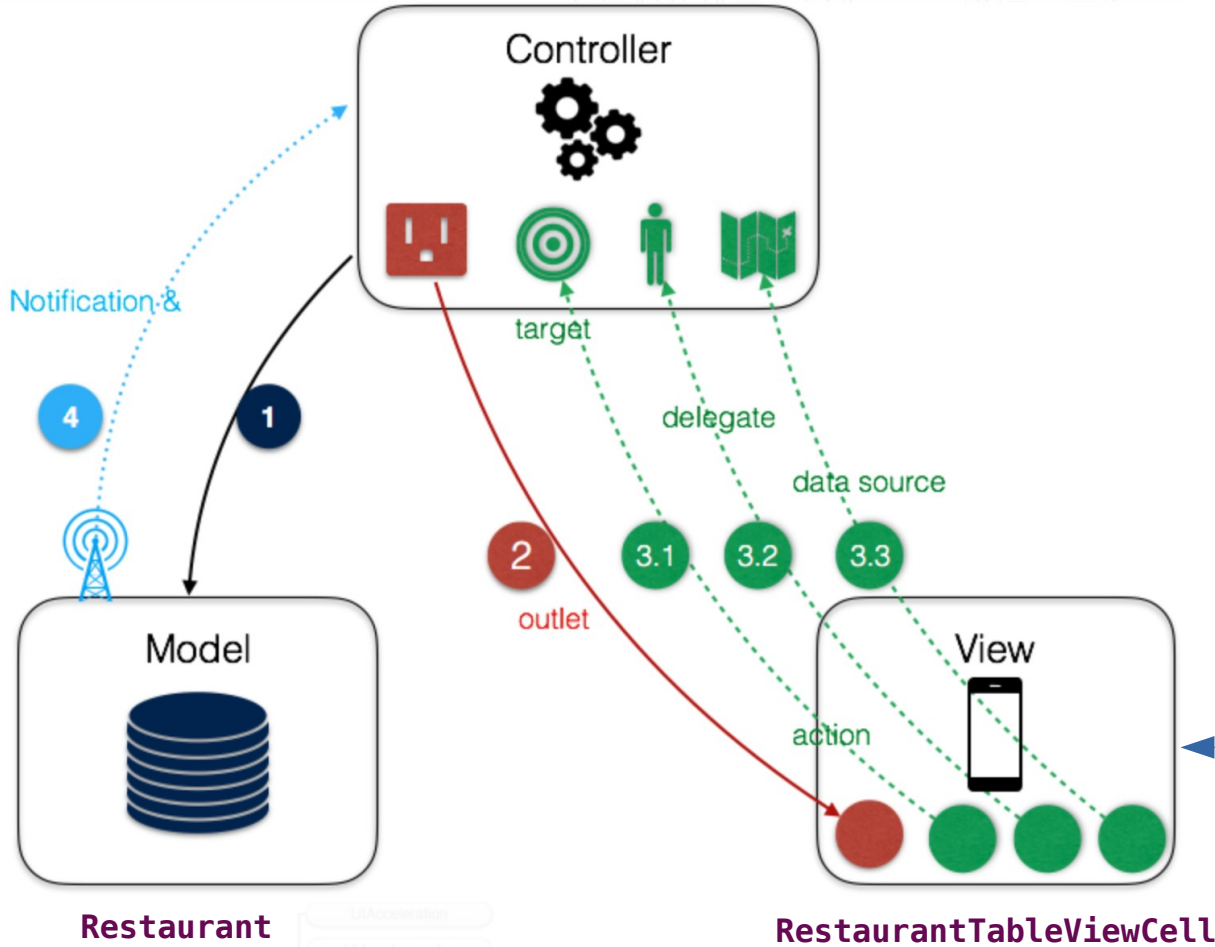 Controller
Notification &
target
4
1
delegate
data source
2
3.1
3.2
3.3
outlet
Model
View
action
Restaurant
UIAcceleration
RestaurantTableViewCell